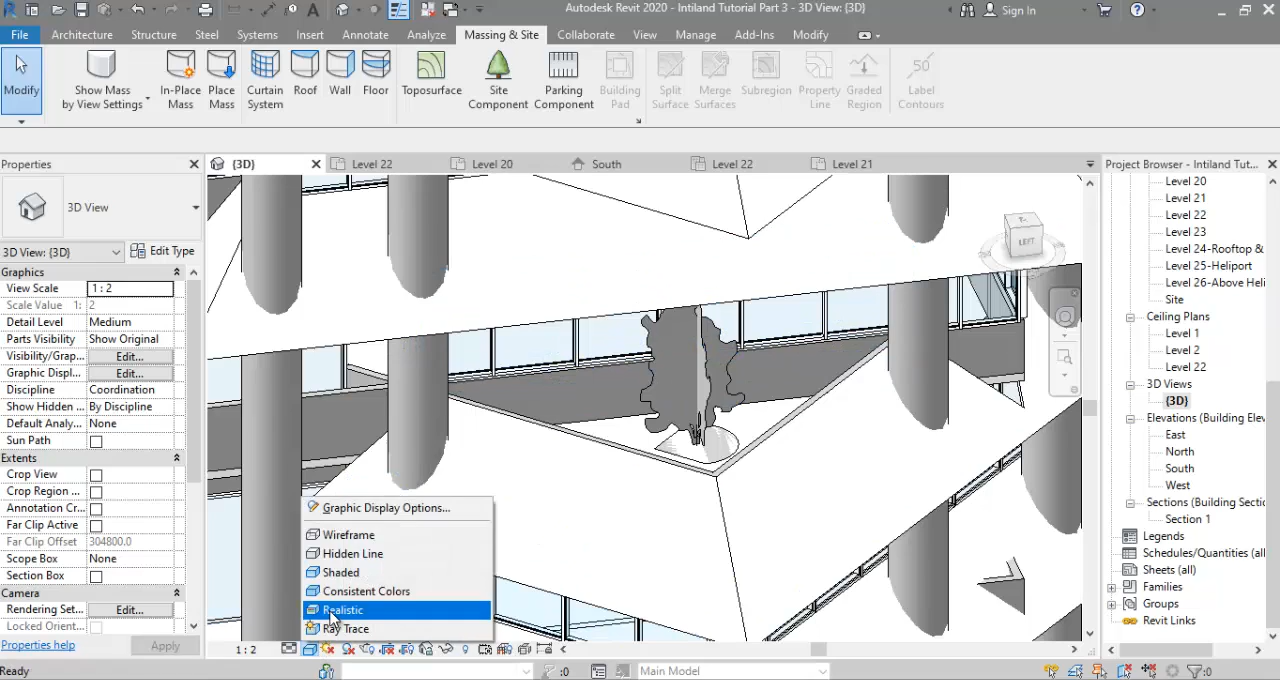 Autodesk Revit 2020 - Intiland Tutorial Part 3 - 3D View: {3D}
Sign In
File Architecture Structure Steel Systems Insert Annotate Analyze Massing & Site Collaborate View Manage Add-Ins Modify
Modify
Show Mass
by View Settings
In-Place
Mass
Place
Mass
Curtain
System
Roof
Wall
Floor
Toposurface
Site
Component
Parking
Component
Building
Pad
Split
Surface
Merge
Surfaces
Subregion
Property
Line
Graded
Region
50
Label
Contours
Properties
{3D}
Level 22
Level 20
South
Level 22
Level 21
Project Browser - Intiland Tut...
3D View
3D View: {3D}
Edit Type
Graphics
View Scale 1 : 2
Scale Value 1: 2
Detail Level Medium
Parts Visibility Show Original
Visibility/Grap... Edit...
Graphic Displ... Edit...
Discipline Coordination
Show Hidden ... By Discipline
Default Analy... None
Sun Path
Extents
Crop View
Crop Region ...
Annotation Cr...
Far Clip Active
Far Clip Offset 304800.0
Scope Box None
Section Box
Camera
Rendering Set... Edit...
Locked Orient...
Properties help
Apply
LEFT
Graphic Display Options...
Wireframe
Hidden Line
Shaded
Consistent Colors
Realistic
Ray Trace
1 : 2
Level 20
Level 21
Level 22
Level 23
Level 24-Rooftop &
Level 25-Heliport
Level 26-Above Heli
Site
Ceiling Plans
Level 1
Level 2
Level 22
3D Views
{3D}
Elevations (Building Elev
East
North
South
West
Sections (Building Sectio
Section 1
Legends
Schedules/Quantities (all
Sheets (all)
Families
Groups
Revit Links
Ready
:0
Main Model
:0